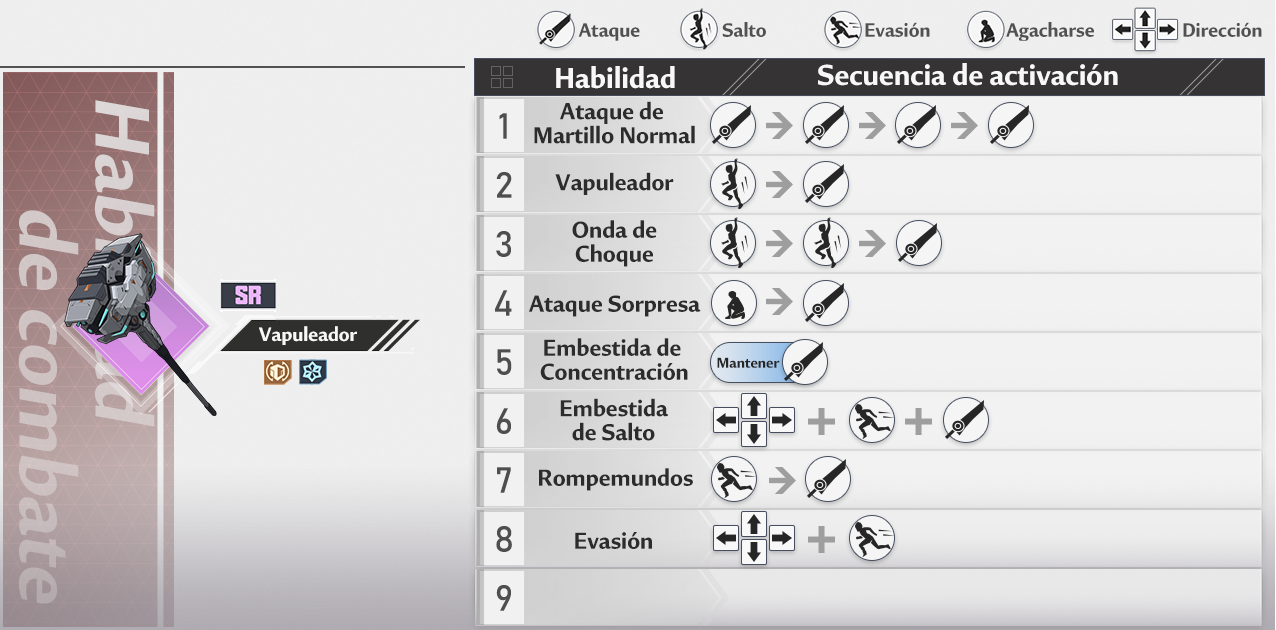 Ataque
Salto
Evasión
Agacharse
Dirección
Habilidad
Secuencia de activación
1
Ataque de
Martillo Normal
2
Vapuleador
3
Onda de
Choque
4
Ataque Sorpresa
5
Embestida de
Concentración
Mantener
6
Embestida
de Salto
7
Rompemundos
8
Evasión
9
Habilidad
de combate
SR
Vapuleador